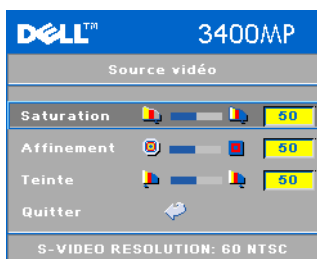 DELL™ 3400MP
Source vidéo
Saturation 50
Affinement 50
Teinte 50
Quitter
S-VIDEO RESOLUTION: 60 NTSC